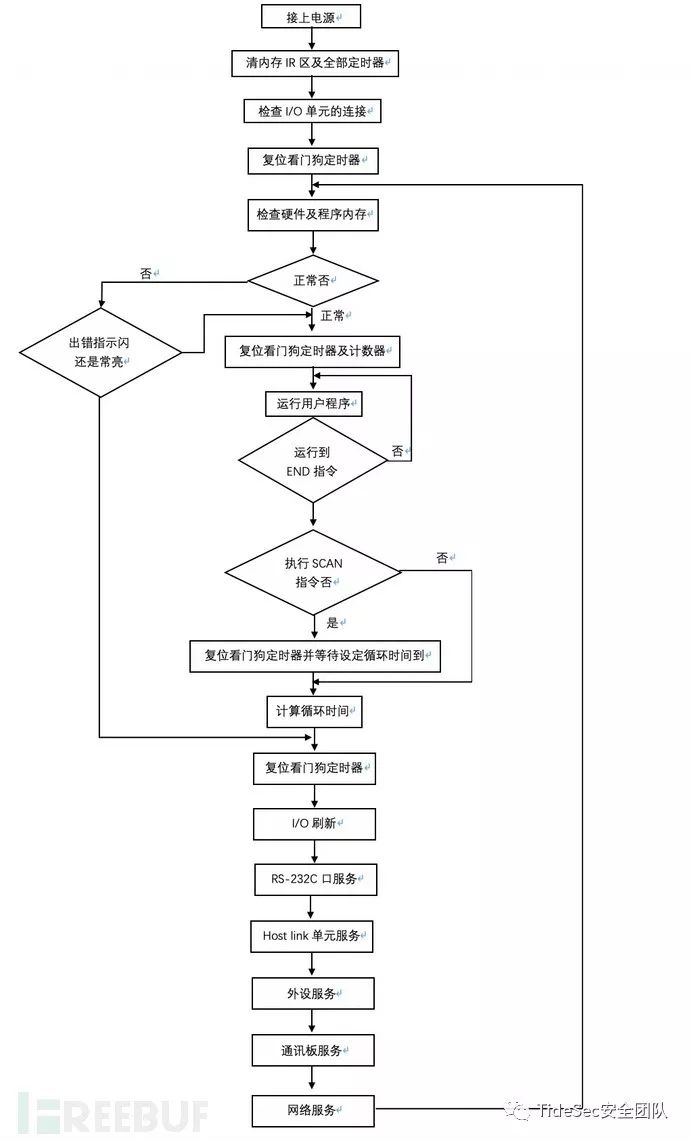 接上电源↵
清内存 IR 区及全部定时器↵
检查 I/O 单元的连接↵
复位看门狗定时器↵
检查硬件及程序内存↵
正常否↵
否↵
正常↵
出错指示闪
还是常亮↵
复位看门狗定时器及计数器↵
运行用户程序↵
运行到
END 指令
否↵
执行 SCAN
指令否↵
否↵
是↵
复位看门狗定时器并等待设定循环时间到↵
计算循环时间↵
复位看门狗定时器↵
I/O 刷新↵
RS-232C 口服务↵
Host link 单元服务↵
外设服务↵
通讯板服务↵
网络服务↵
TideSec安全团队
FREEBUF